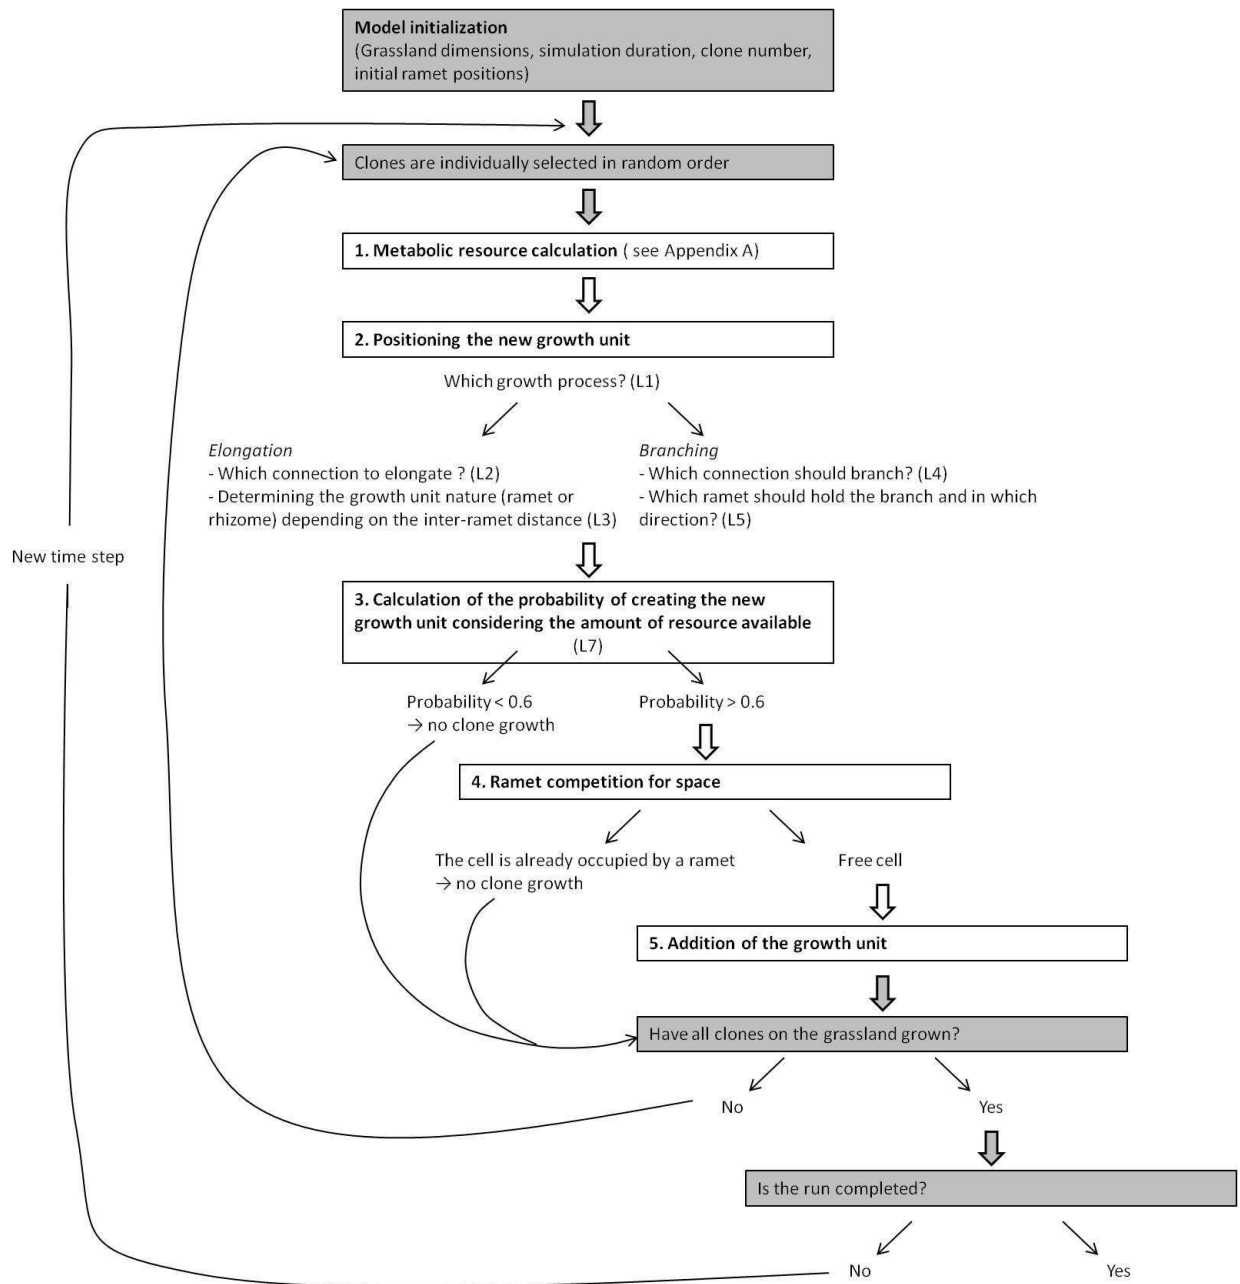 Model initialization
(Grassland dimensions, simulation duration, clone number,
initial ramet positions)
Clones are individually selected in random order
1. Metabolic resource calculation ( see Appendix A)
2. Positioning the new growth unit
Which growth process? (L1)
Elongation
- Which connection to elongate ? (L2)
- Determining the growth unit nature (ramet or
rhizome) depending on the inter-ramet distance (L3)
Branching
- Which connection should branch? (L4)
- Which ramet should hold the branch and in which
direction? (L5)
New time step
3. Calculation of the probability of creating the new
growth unit considering the amount of resource available
(L7)
Probability < 0.6
→ no clone growth
Probability > 0.6
4. Ramet competition for space
The cell is already occupied by a ramet
→ no clone growth
Free cell
5. Addition of the growth unit
Have all clones on the grassland grown?
No
Yes
Is the run completed?
No
Yes